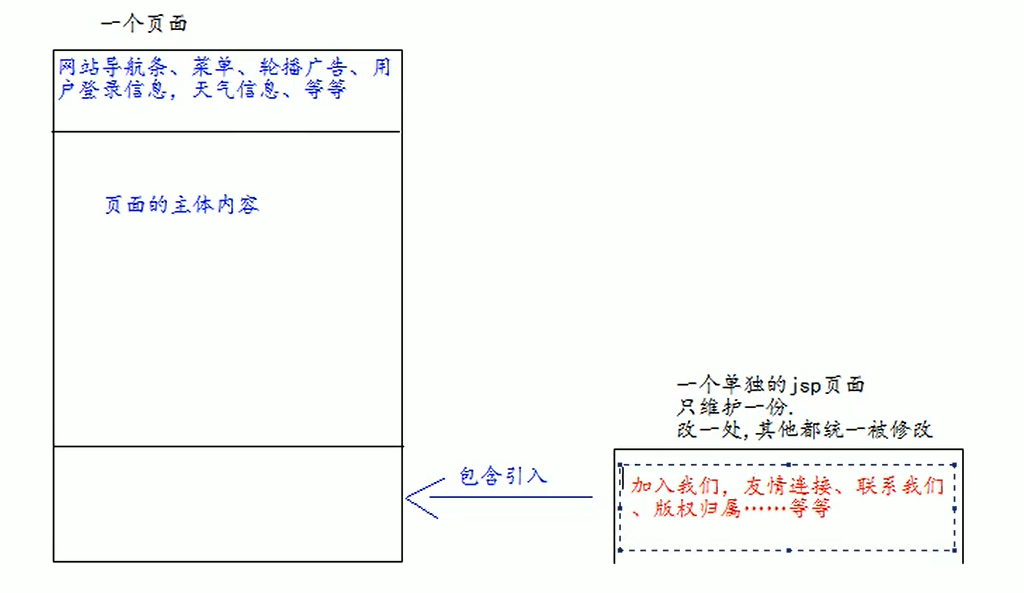 一个页面
网站导航条、菜单、轮播广告、用
户登录信息，天气信息、等等
页面的主体内容
一个单独的jsp页面
只维护一份.
改一处,其他都统一被修改
包含引入
加入我们，友情连接、联系我们
、版权归属……等等